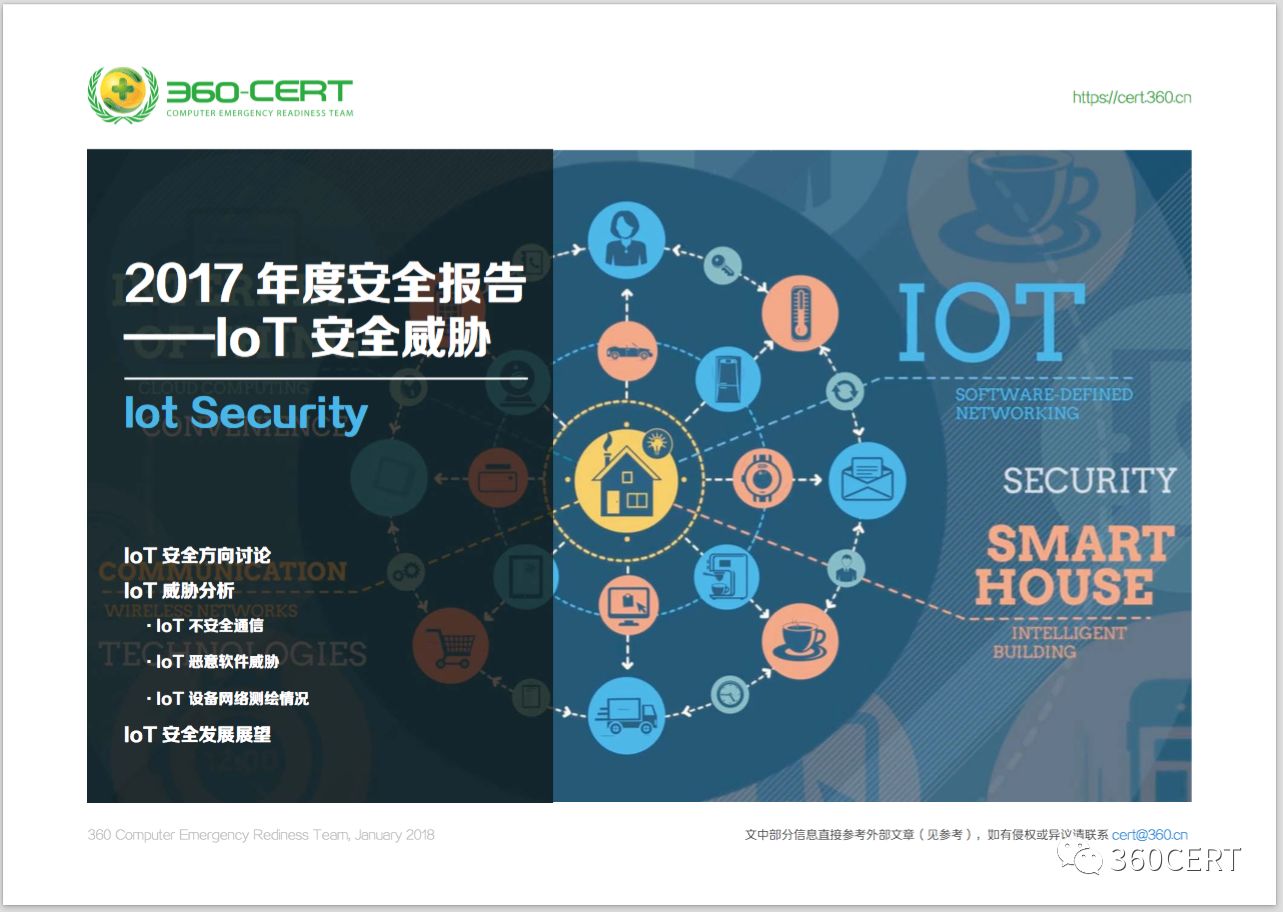 360-CERT
COMPUTER EMERGENCY READINESS TEAM
https://cert.360.cn
2017 年度安全报告
——IoT 安全威胁
Iot Security
CLOUD COMPUTING
CONVENIENCE
IoT 安全方向讨论
COMMUNICATION
IoT 威胁分析
WIRELESS NETWORKS
· IoT 不安全通信
TECHNOLOGIES
· IoT 恶意软件威胁
· IoT 设备网络测绘情况
IoT 安全发展展望
IOT
SOFTWARE-DEFINED
NETWORKING
SECURITY
SMART
HOUSE
INTELLIGENT
BUILDING
360 Computer Emergency Rediness Team, January 2018
文中部分信息直接参考外部文章（见参考），如有侵权或异议请联系 cert@360.cn
360CERT